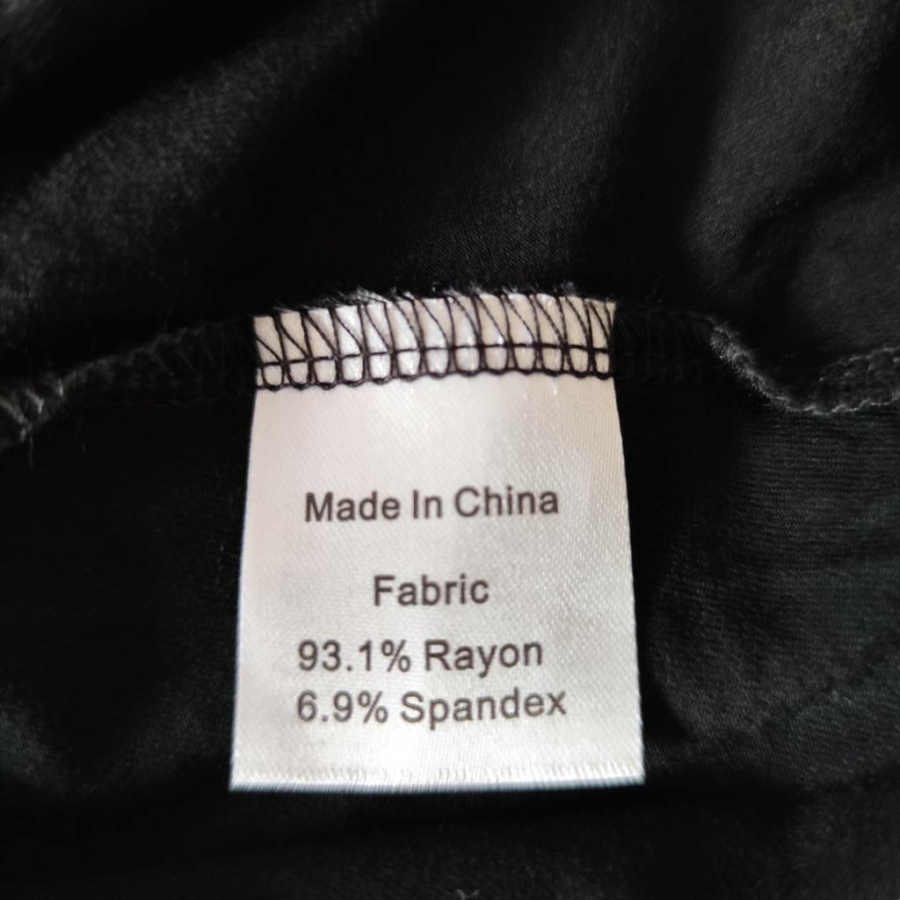 Made In China
Fabric
93.1% Rayon
6.9% Spandex